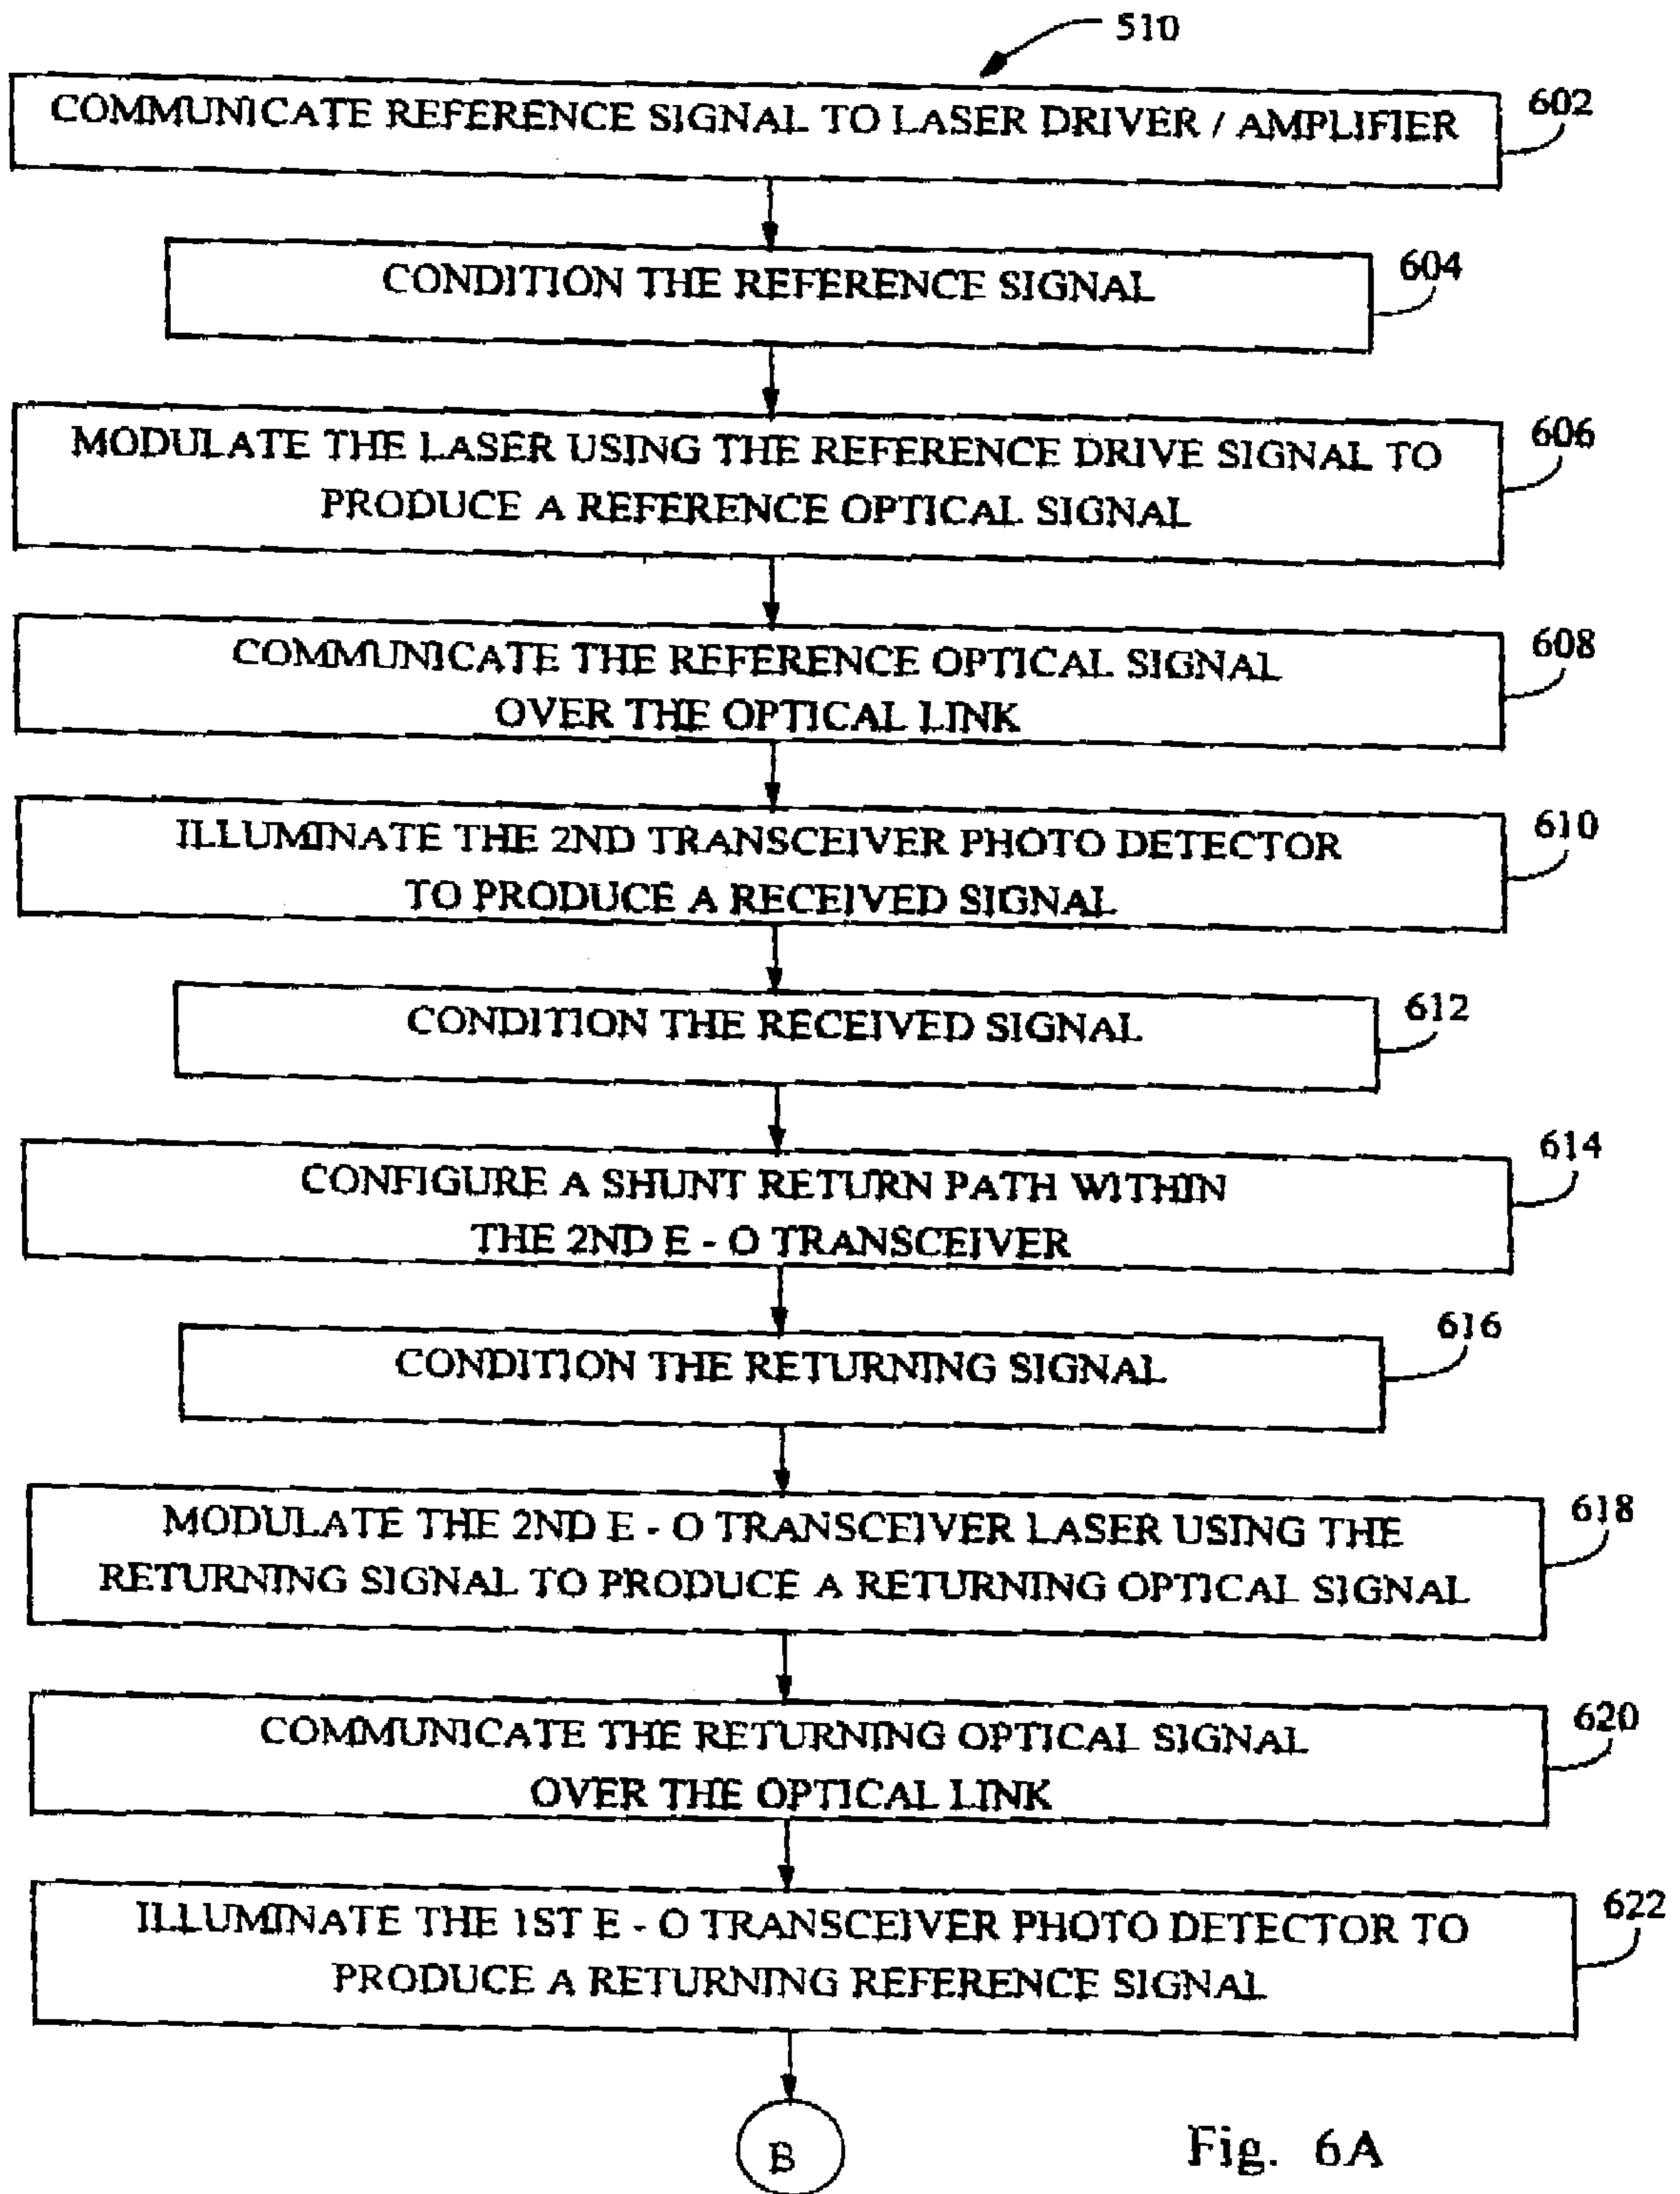 510
COMMUNICATE REFERENCE SIGNAL TO LASER DRIVER / AMPLIFIER
602
CONDITION THE REFERENCE SIGNAL
604
MODULATE THE LASER USING THE REFERENCE DRIVE SIGNAL TO
PRODUCE A REFERENCE OPTICAL SIGNAL
606
COMMUNICATE THE REFERENCE OPTICAL SIGNAL
OVER THE OPTICAL LINK
608
ILLUMINATE THE 2ND TRANSCEIVER PHOTO DETECTOR
TO PRODUCE A RECEIVED SIGNAL
610
CONDITION THE RECEIVED SIGNAL
612
CONFIGURE A SHUNT RETURN PATH WITHIN
THE 2ND E - O TRANSCEIVER
614
CONDITION THE RETURNING SIGNAL
616
MODULATE THE 2ND E - O TRANSCEIVER LASER USING THE
RETURNING SIGNAL TO PRODUCE A RETURNING OPTICAL SIGNAL
618
COMMUNICATE THE RETURNING OPTICAL SIGNAL
OVER THE OPTICAL LINK
620
ILLUMINATE THE 1ST E - O TRANSCEIVER PHOTO DETECTOR TO
PRODUCE A RETURNING REFERENCE SIGNAL
622
B
Fig. 6A